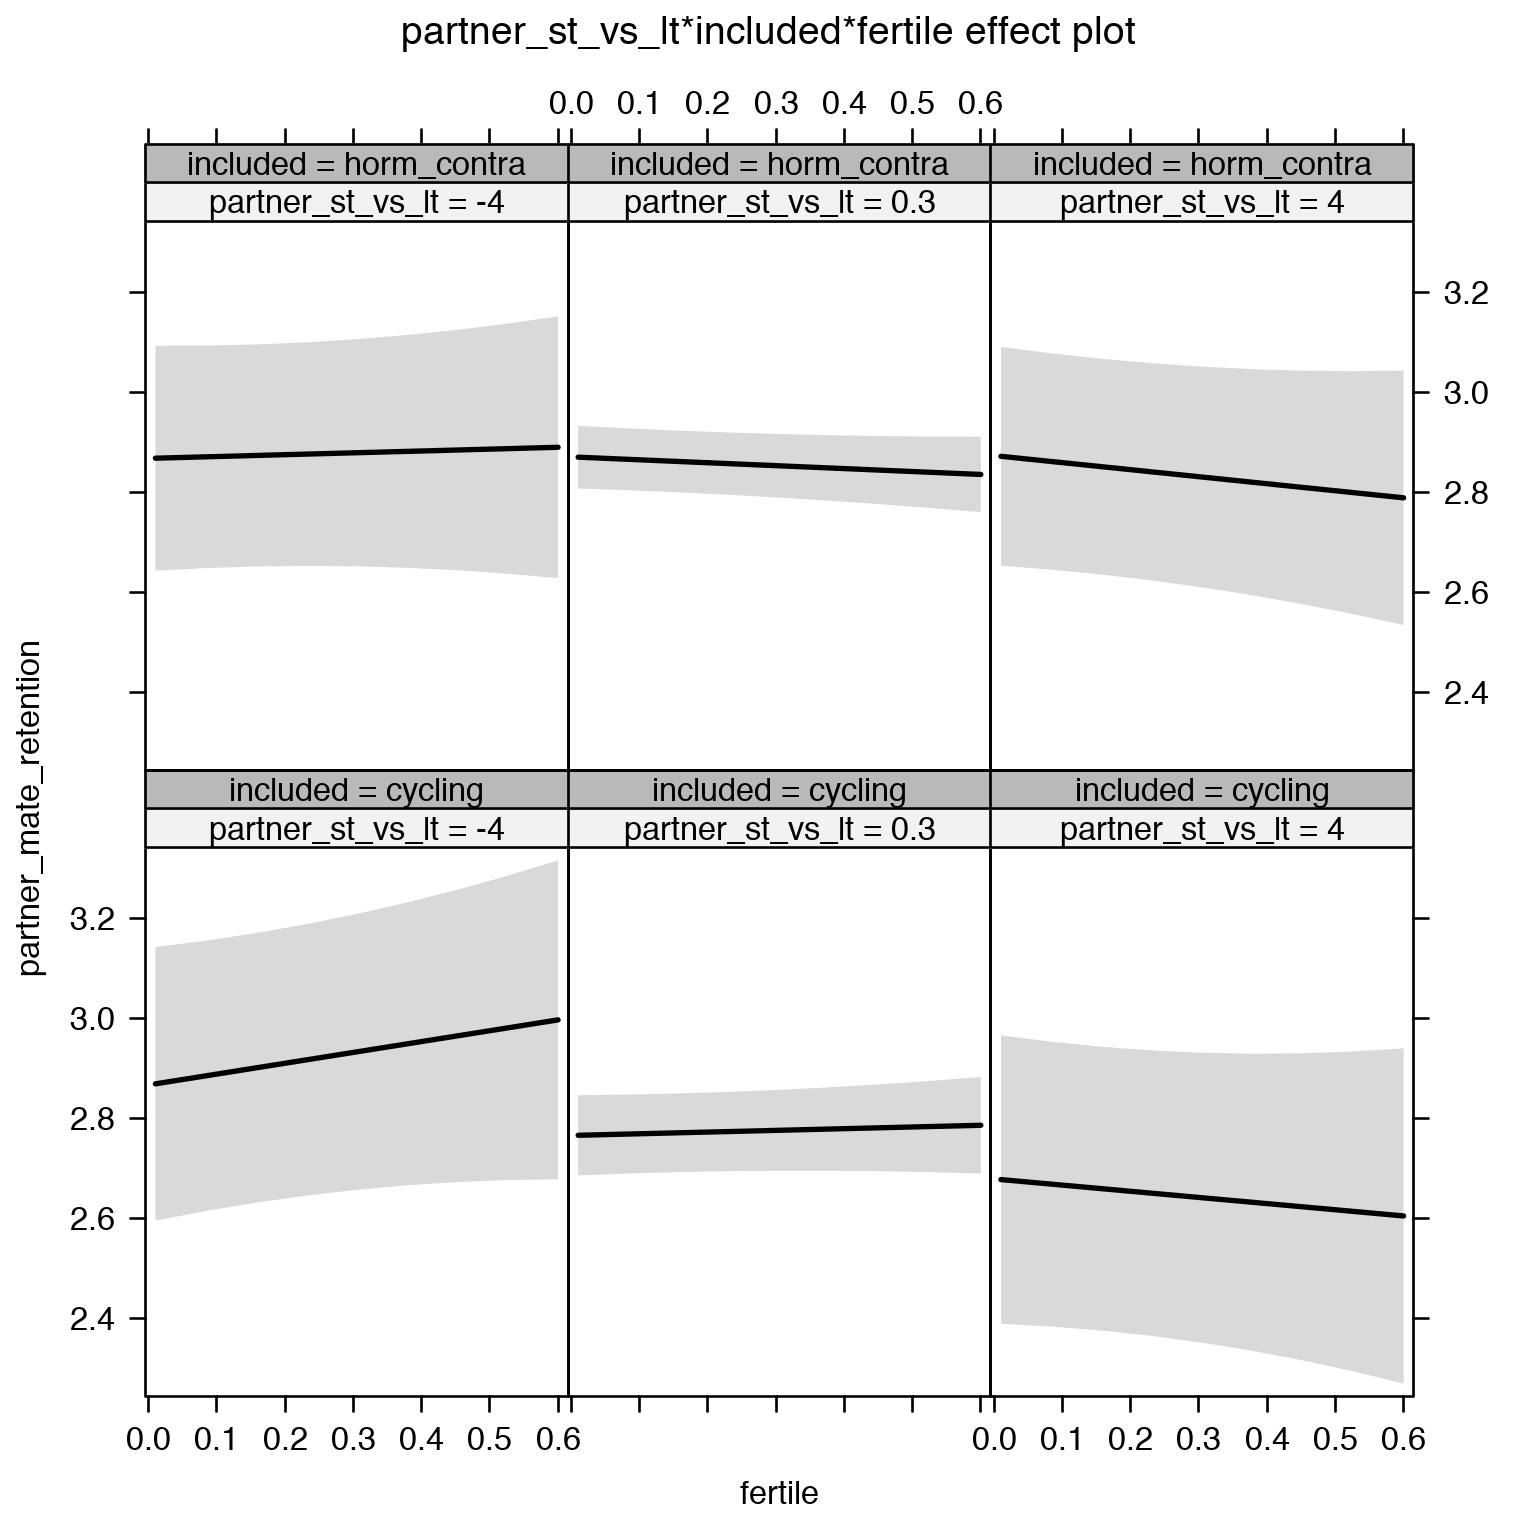 partner_st_vs_lt*included*fertile effect plot
0.0 0.1 0.2 0.3 0.4 0.5 0.6
included = horm_contra included = horm_contra included = horm_contra
partner_st_vs_lt = -4 partner_st_vs_lt = 0.3 partner_st_vs_lt = 4
3.2
3.0
2.8
2.6
2.4
partner_mate_retention
included = cycling included = cycling included = cycling
partner_st_vs_lt = -4 partner_st_vs_lt = 0.3 partner_st_vs_lt = 4
3.2
3.0
2.8
2.6
2.4
0.0 0.1 0.2 0.3 0.4 0.5 0.6 0.0 0.1 0.2 0.3 0.4 0.5 0.6
fertile